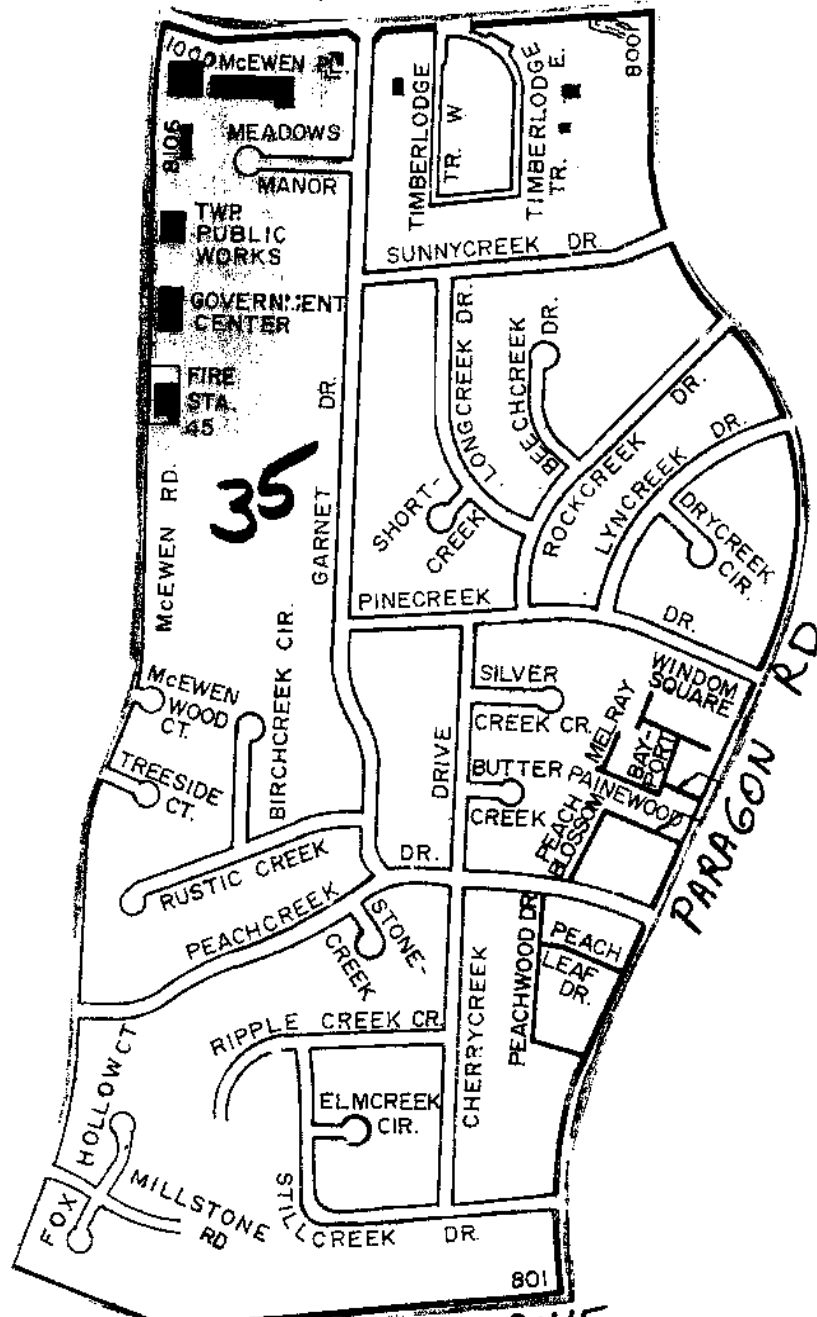 1000 McEWEN
8001
8106
MEADOWS
MANOR
TIMBERLODGE
TR. W
TIMBERLODGE
TR. E.
TWP.
PUBLIC
WORKS
SUNNYCREEK DR.
GOVERNMENT
CENTER
FIRE
STA.
45
LONGCREEK DR.
BEECHCREEK
DR.
ROCKCREEK
DR.
LYNCREEK
DR.
DRYCREEK
CIR.
SHORT-
CREEK
McEWEN RD.
35
GARNET
DR.
PINECREEK
DR.
McEWEN
WOOD
CT.
TREESIDE
CT.
BIRCHCREEK CIR.
SILVER
CREEK CR.
DRIVE
BUTTER
CREEK
MELRAY
BAY-
PORT
WINDOM
SQUARE
PAINEWOOD
PEACH
BLOSSOM
PARAGON RD
RUSTIC CREEK
DR.
PEACHCREEK
STONE-
CREEK
PEACHWOOD DR.
PEACH
LEAF
DR.
CHERRYCREEK
RIPPLE CREEK CR.
ELMCREEK
CIR.
HOLLOW CT
FOX
MILLSTONE
RD
STILLCREEK DR.
801